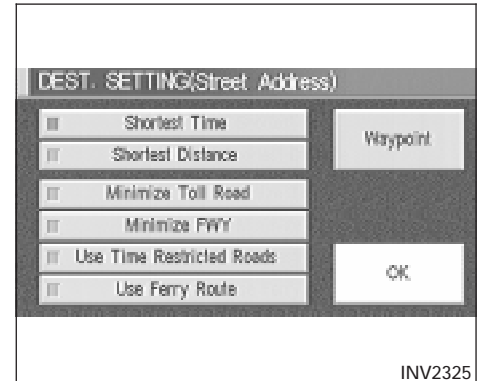 DEST. SETTING(Street Address)
Shortest Time
Shortest Distance
Waypoint
Minimize Toll Road
Minimize FWY
Use Time Restricted Roads
Use Ferry Route
OK
INV2325